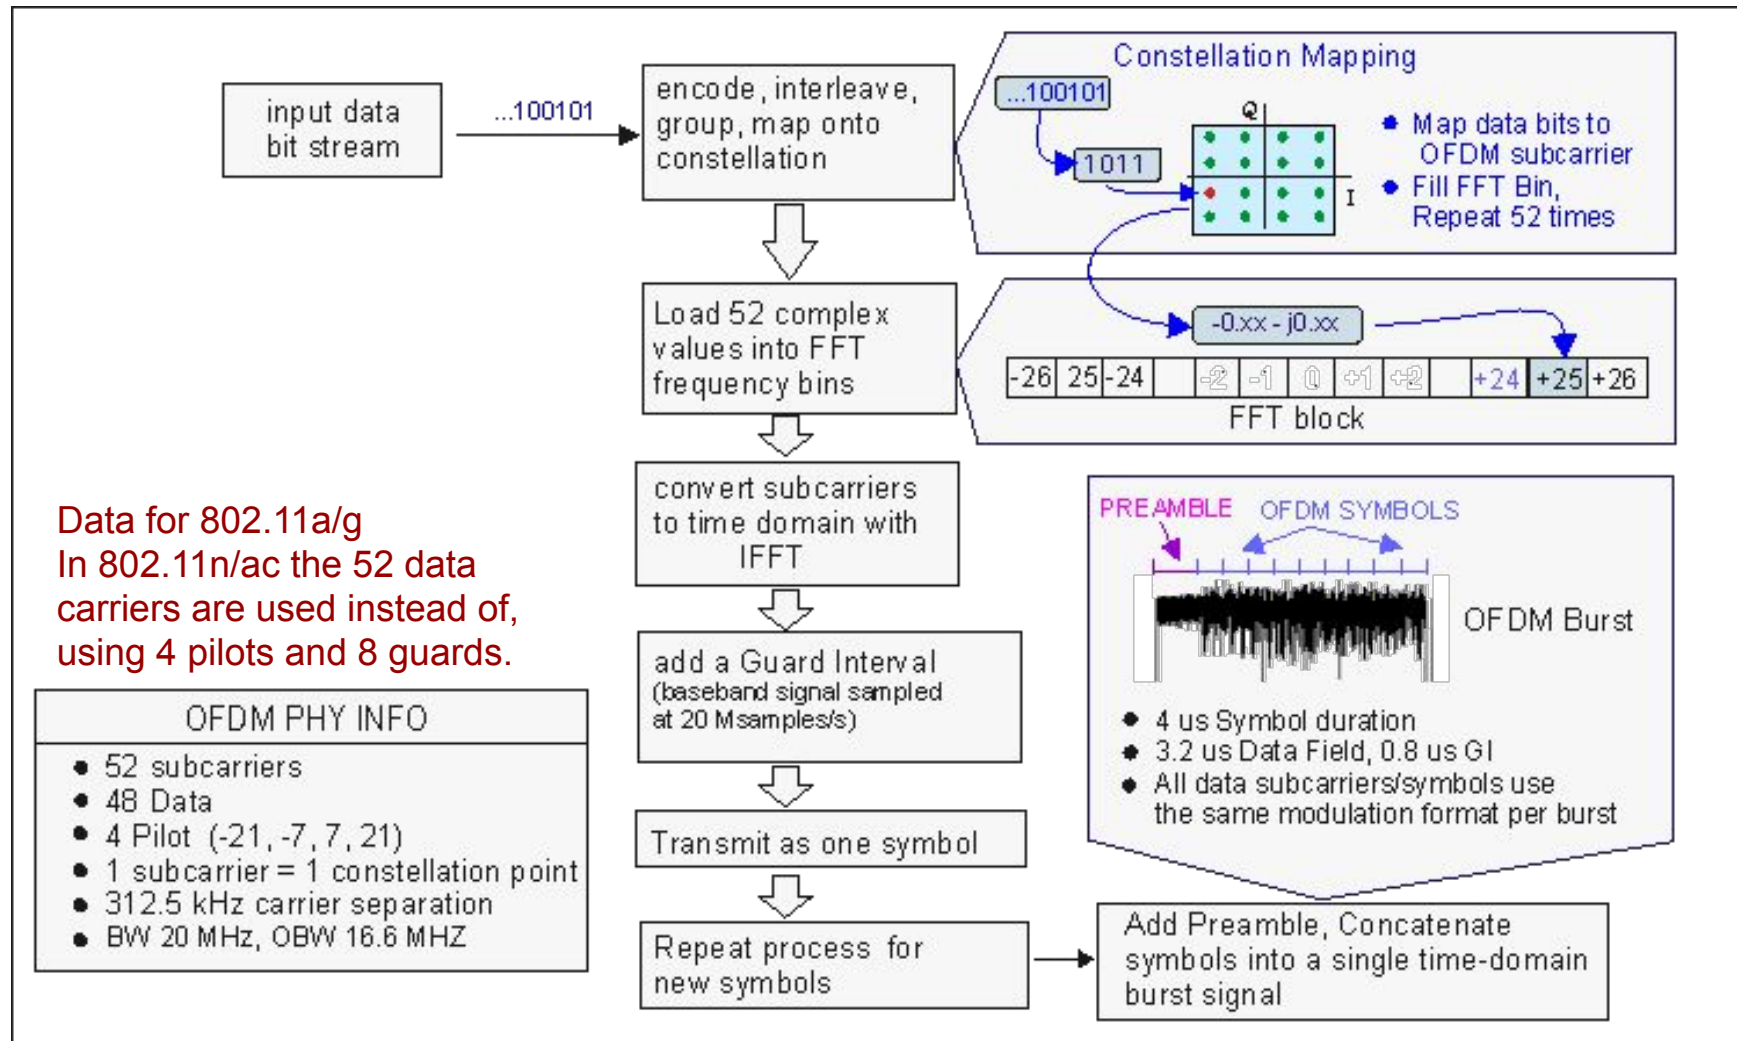 input data
bit stream
...100101
encode, interleave,
group, map onto
constellation
Constellation Mapping
...100101
1011
Q
I
● Map data bits to
OFDM subcarrier
● Fill FFT Bin,
Repeat 52 times
Load 52 complex
values into FFT
frequency bins
-0.xx - j0.xx
-26 25 -24 -2 -1 0 +1 +2 +24 +25 +26
FFT block
convert subcarriers
to time domain with
IFFT
Data for 802.11a/g
In 802.11n/ac the 52 data
carriers are used instead of,
using 4 pilots and 8 guards.
PREAMBLE OFDM SYMBOLS
OFDM Burst
● 4 us Symbol duration
● 3.2 us Data Field, 0.8 us GI
● All data subcarriers/symbols use
the same modulation format per burst
add a Guard Interval
(baseband signal sampled
at 20 Msamples/s)
OFDM PHY INFO
● 52 subcarriers
● 48 Data
● 4 Pilot (-21, -7, 7, 21)
● 1 subcarrier = 1 constellation point
● 312.5 kHz carrier separation
● BW 20 MHz, OBW 16.6 MHZ
Transmit as one symbol
Repeat process for
new symbols
Add Preamble, Concatenate
symbols into a single time-domain
burst signal